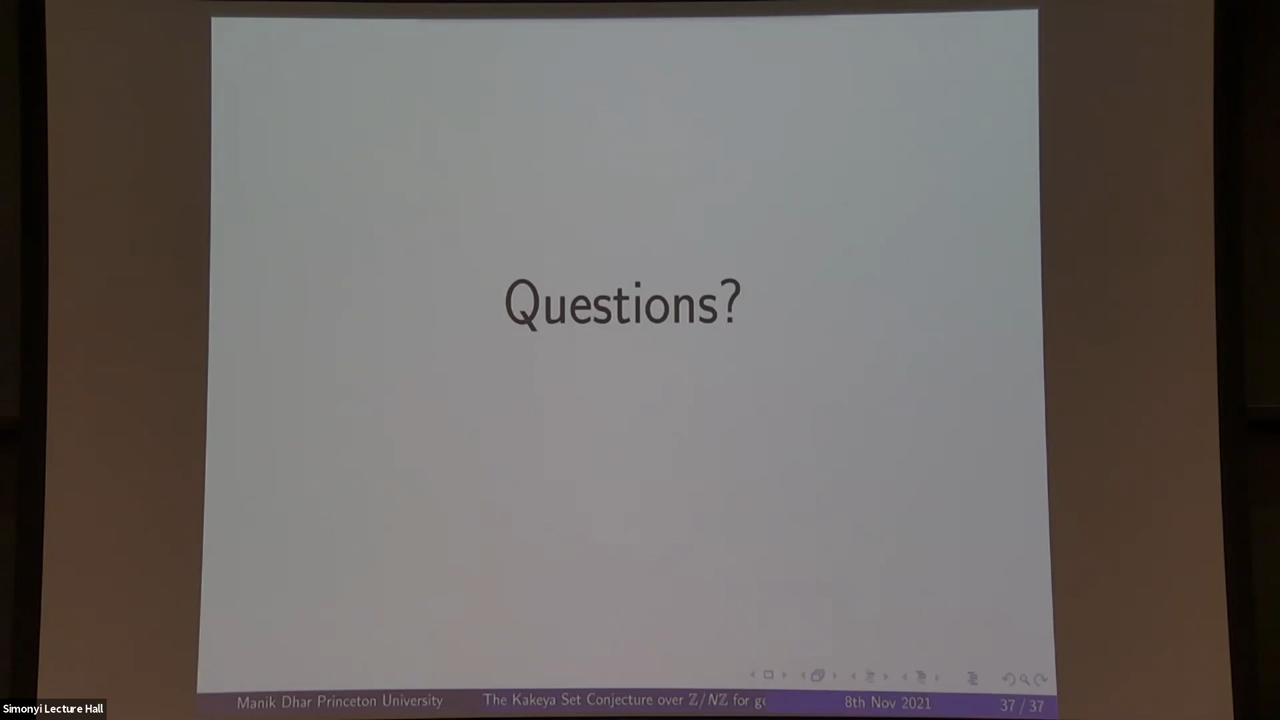 Questions?
Manik Dhar Princeton University
The Kakeya Set Conjecture over ℤ/Nℤ for ge
8th Nov 2021
37 / 37
Simonyi Lecture Hall